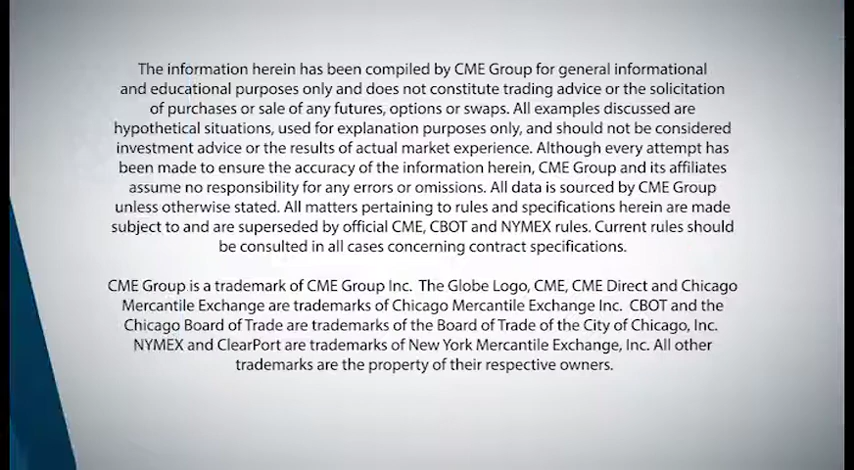 The information herein has been compiled by CME Group for general informational
and educational purposes only and does not constitute trading advice or the solicitation
of purchases or sale of any futures, options or swaps. All examples discussed are
hypothetical situations, used for explanation purposes only, and should not be considered
investment advice or the results of actual market experience. Although every attempt has
been made to ensure the accuracy of the information herein, CME Group and its affiliates
assume no responsibility for any errors or omissions. All data is sourced by CME Group
unless otherwise stated. All matters pertaining to rules and specifications herein are made
subject to and are superseded by official CME, CBOT and NYMEX rules. Current rules should
be consulted in all cases concerning contract specifications.
CME Group is a trademark of CME Group Inc. The Globe Logo, CME, CME Direct and Chicago
Mercantile Exchange are trademarks of Chicago Mercantile Exchange Inc. CBOT and the
Chicago Board of Trade are trademarks of the Board of Trade of the City of Chicago, Inc.
NYMEX and ClearPort are trademarks of New York Mercantile Exchange, Inc. All other
trademarks are the property of their respective owners.